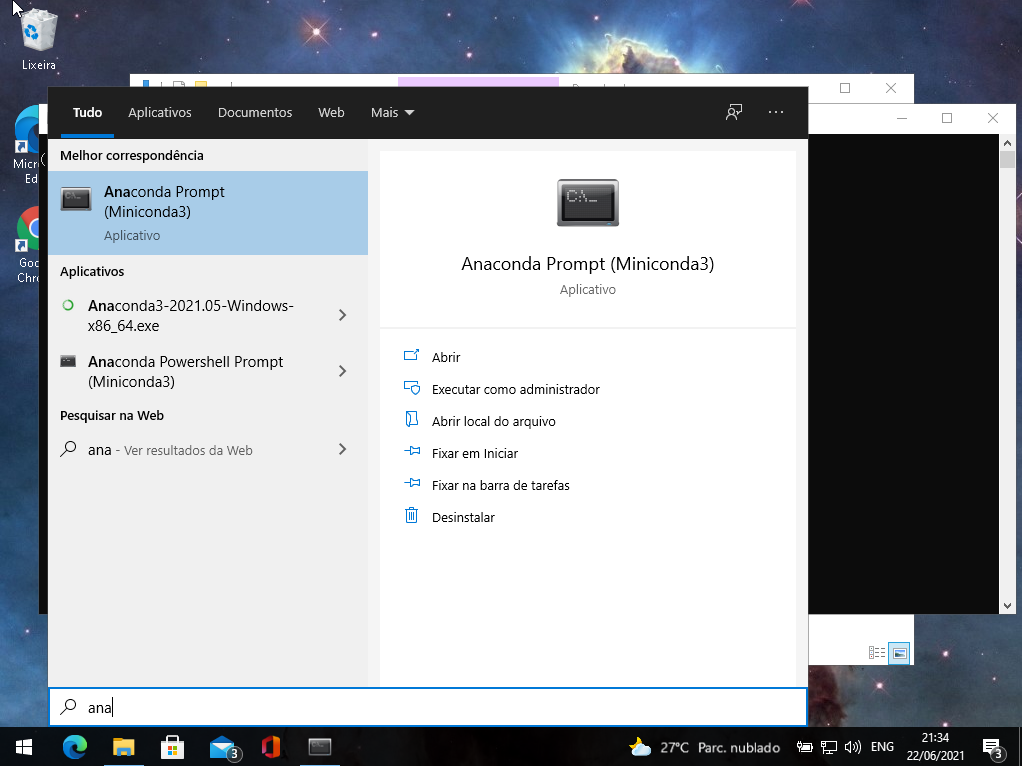 Lixeira
Tudo
Aplicativos
Documentos
Web
Mais
Melhor correspondência
Anaconda Prompt
(Miniconda3)
Aplicativo
Aplicativos
Anaconda3-2021.05-Windows-
x86_64.exe
Anaconda Powershell Prompt
(Miniconda3)
Pesquisar na Web
ana - Ver resultados da Web
Anaconda Prompt (Miniconda3)
Aplicativo
Abrir
Executar como administrador
Abrir local do arquivo
Fixar em Iniciar
Fixar na barra de tarefas
Desinstalar
Micr
Ed
Goo
Chr
ana
3
27°C Parc. nublado
ENG
21:34
22/06/2021
3